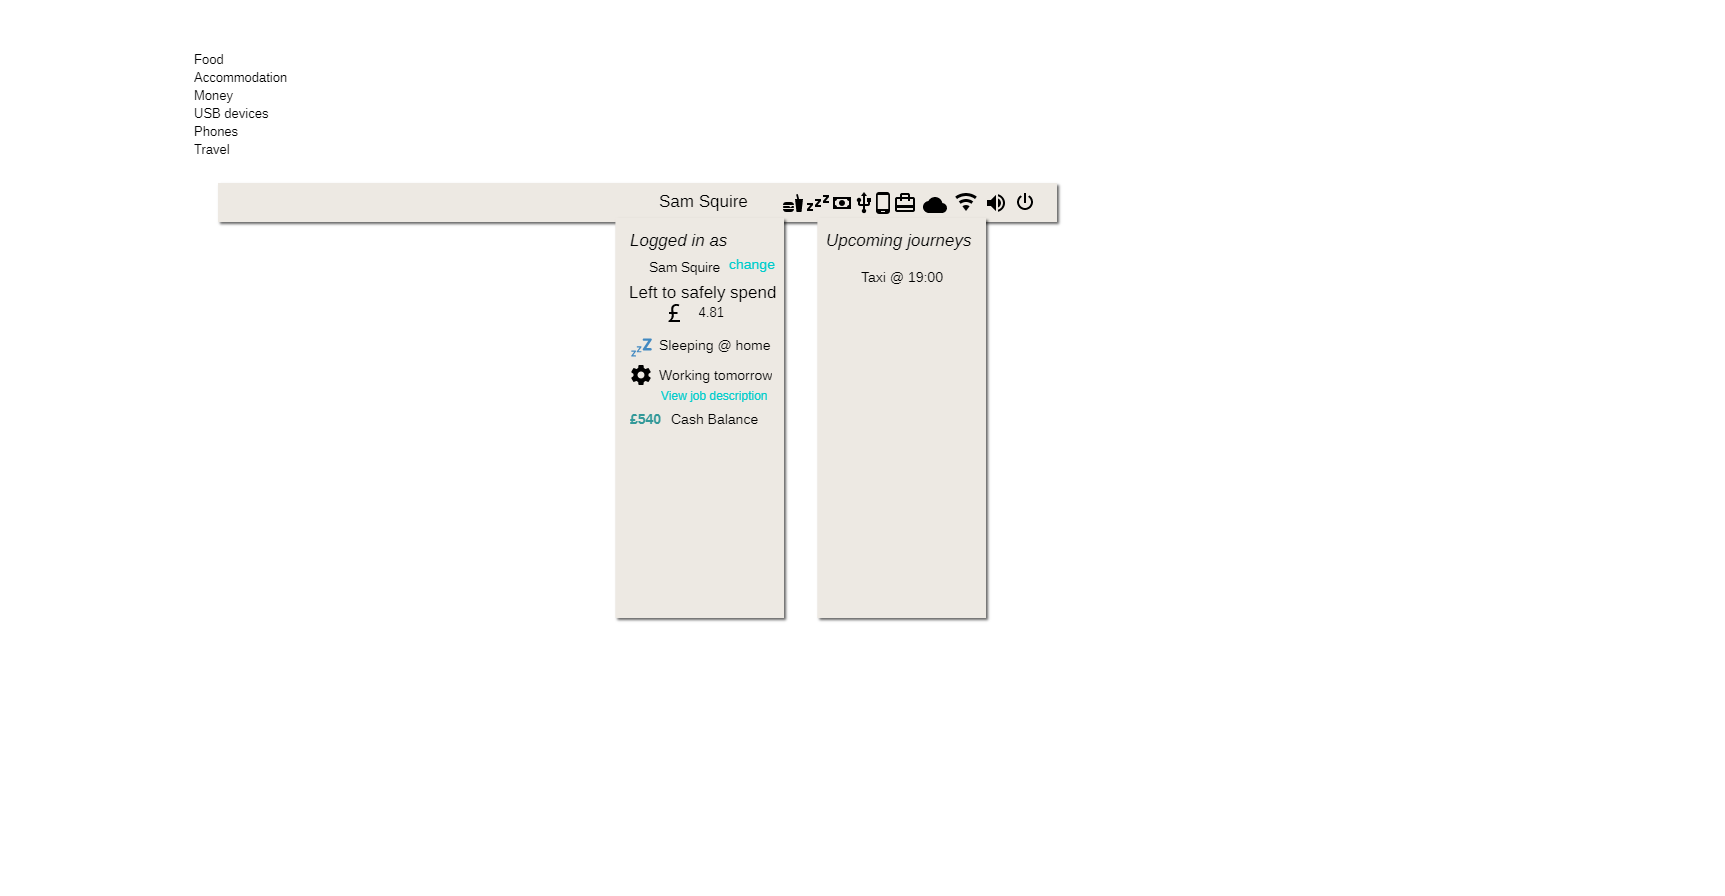 Food
Accommodation
Money
USB devices
Phones
Travel
Sam Squire
Logged in as
Sam Squire change
Left to safely spend
£ 4.81
zzZ Sleeping @ home
Working tomorrow
View job description
£540 Cash Balance
Upcoming journeys
Taxi @ 19:00